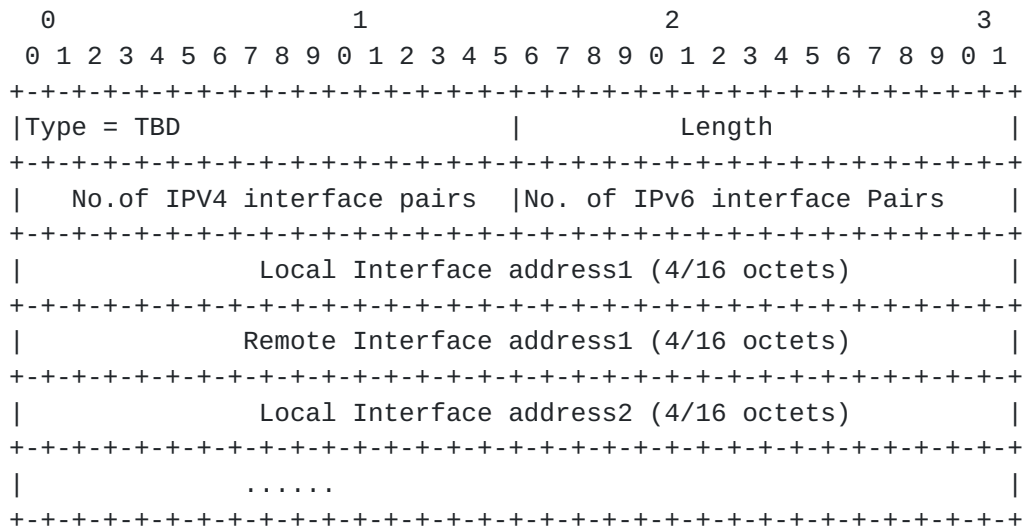 0                   1                   2                   3
 0 1 2 3 4 5 6 7 8 9 0 1 2 3 4 5 6 7 8 9 0 1 2 3 4 5 6 7 8 9 0 1
+-+-+-+-+-+-+-+-+-+-+-+-+-+-+-+-+-+-+-+-+-+-+-+-+-+-+-+-+-+-+-+-+
|Type = TBD                     |          Length               |
+-+-+-+-+-+-+-+-+-+-+-+-+-+-+-+-+-+-+-+-+-+-+-+-+-+-+-+-+-+-+-+-+
|   No.of IPV4 interface pairs  |No. of IPv6 interface Pairs    |
+-+-+-+-+-+-+-+-+-+-+-+-+-+-+-+-+-+-+-+-+-+-+-+-+-+-+-+-+-+-+-+-+
|               Local Interface address1 (4/16 octets)          |
+-+-+-+-+-+-+-+-+-+-+-+-+-+-+-+-+-+-+-+-+-+-+-+-+-+-+-+-+-+-+-+-+
|              Remote Interface address1 (4/16 octets)          |
+-+-+-+-+-+-+-+-+-+-+-+-+-+-+-+-+-+-+-+-+-+-+-+-+-+-+-+-+-+-+-+-+
|               Local Interface address2 (4/16 octets)          |
+-+-+-+-+-+-+-+-+-+-+-+-+-+-+-+-+-+-+-+-+-+-+-+-+-+-+-+-+-+-+-+-+
|              ......                                           |
+-+-+-+-+-+-+-+-+-+-+-+-+-+-+-+-+-+-+-+-+-+-+-+-+-+-+-+-+-+-+-+-+